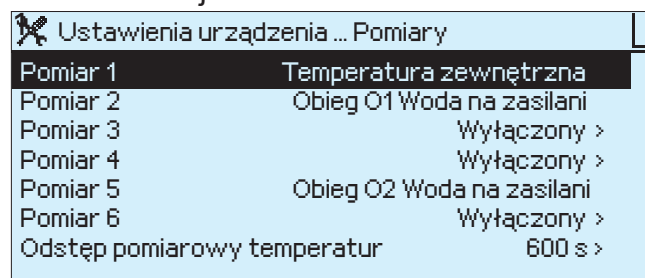 Ustawienia urządzenia ... Pomiary
Pomiar 1 Temperatura zewnętrzna
Pomiar 2 Obieg O1 Woda na zasilani
Pomiar 3 Wyłączony >
Pomiar 4 Wyłączony >
Pomiar 5 Obieg O2 Woda na zasilani
Pomiar 6 Wyłączony >
Odstęp pomiarowy temperatur 600 s >